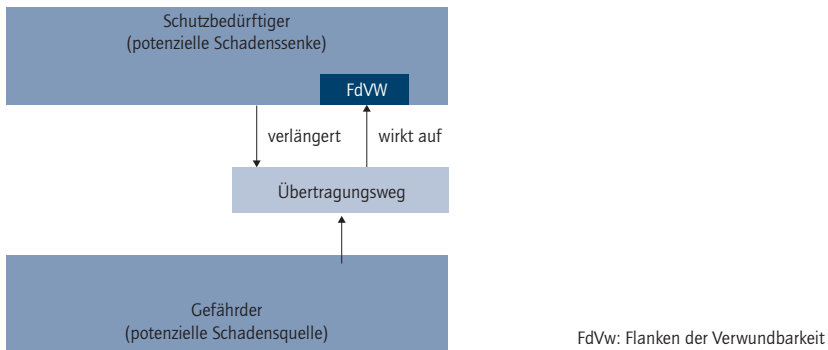 Schutzbedürftiger
(potenzielle Schadenssenke)
FdVW
verlängert
wirkt auf
Übertragungsweg
Gefährder
(potenzielle Schadensquelle)
FdVw: Flanken der Verwundbarkeit